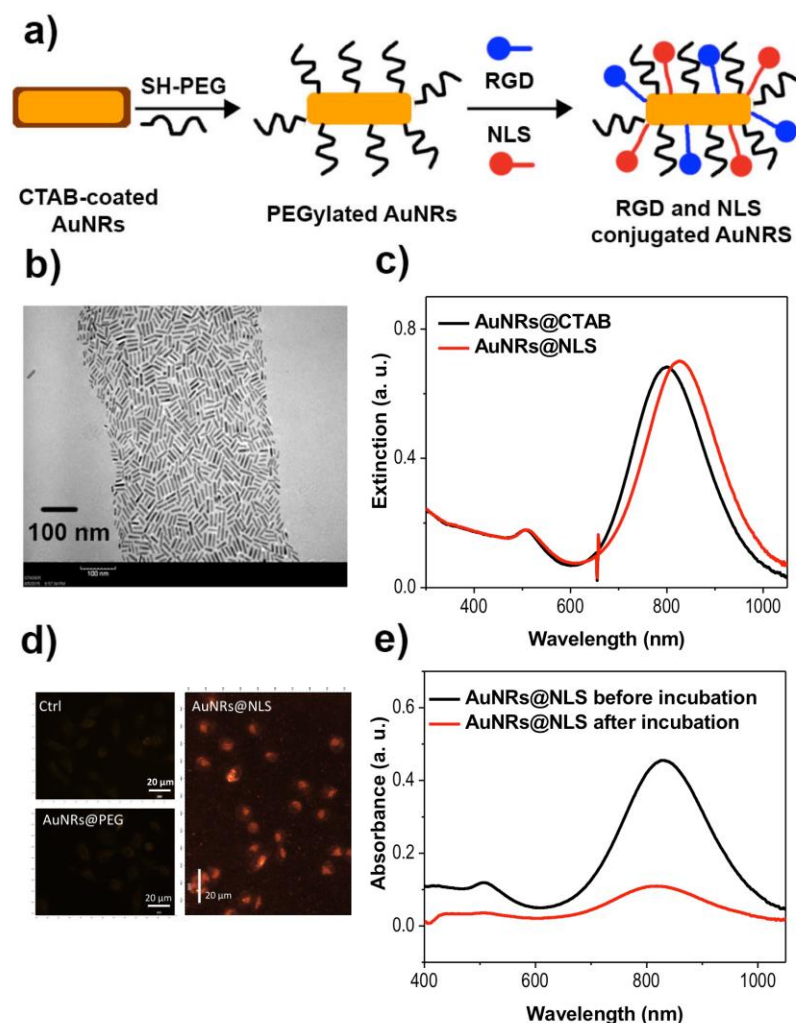 a)
SH-PEG
RGD
NLS
CTAB-coated
AuNRs
PEGylated AuNRs
RGD and NLS
conjugated AuNRS
b)
100 nm
100 nm
c)
AuNRs@CTAB
AuNRs@NLS
Extinction (a. u.)
0.8
0.4
0.0
400
600
800
1000
Wavelength (nm)
d)
Ctrl
20 µm
AuNRs@PEG
20 µm
AuNRs@NLS
20 µm
e)
AuNRs@NLS before incubation
AuNRs@NLS after incubation
Absorbance (a. u.)
0.6
0.4
0.2
0.0
400
600
800
1000
Wavelength (nm)